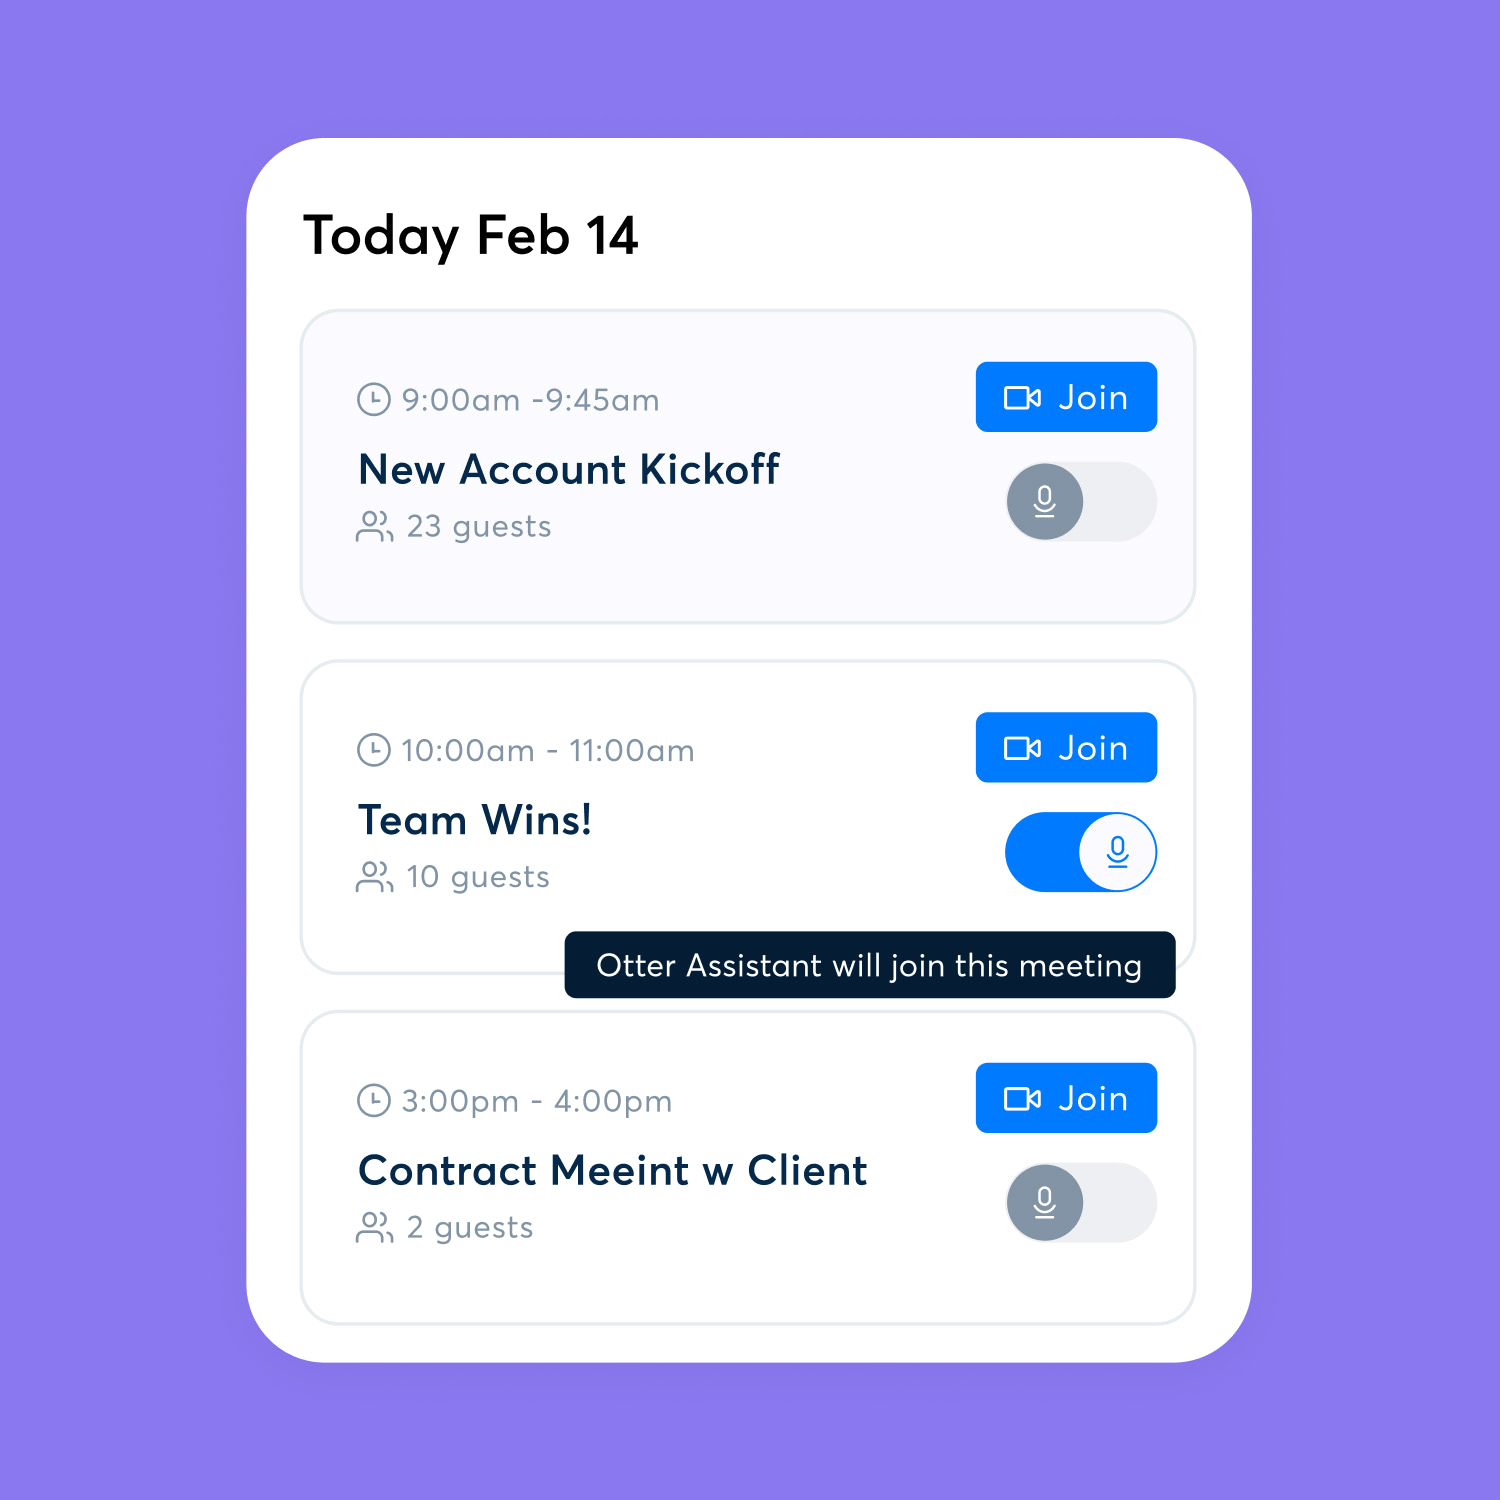 Today Feb 14
9:00am -9:45am
Join
New Account Kickoff
23 guests
10:00am - 11:00am
Join
Team Wins!
10 guests
Otter Assistant will join this meeting
3:00pm - 4:00pm
Join
Contract Meeint w Client
2 guests